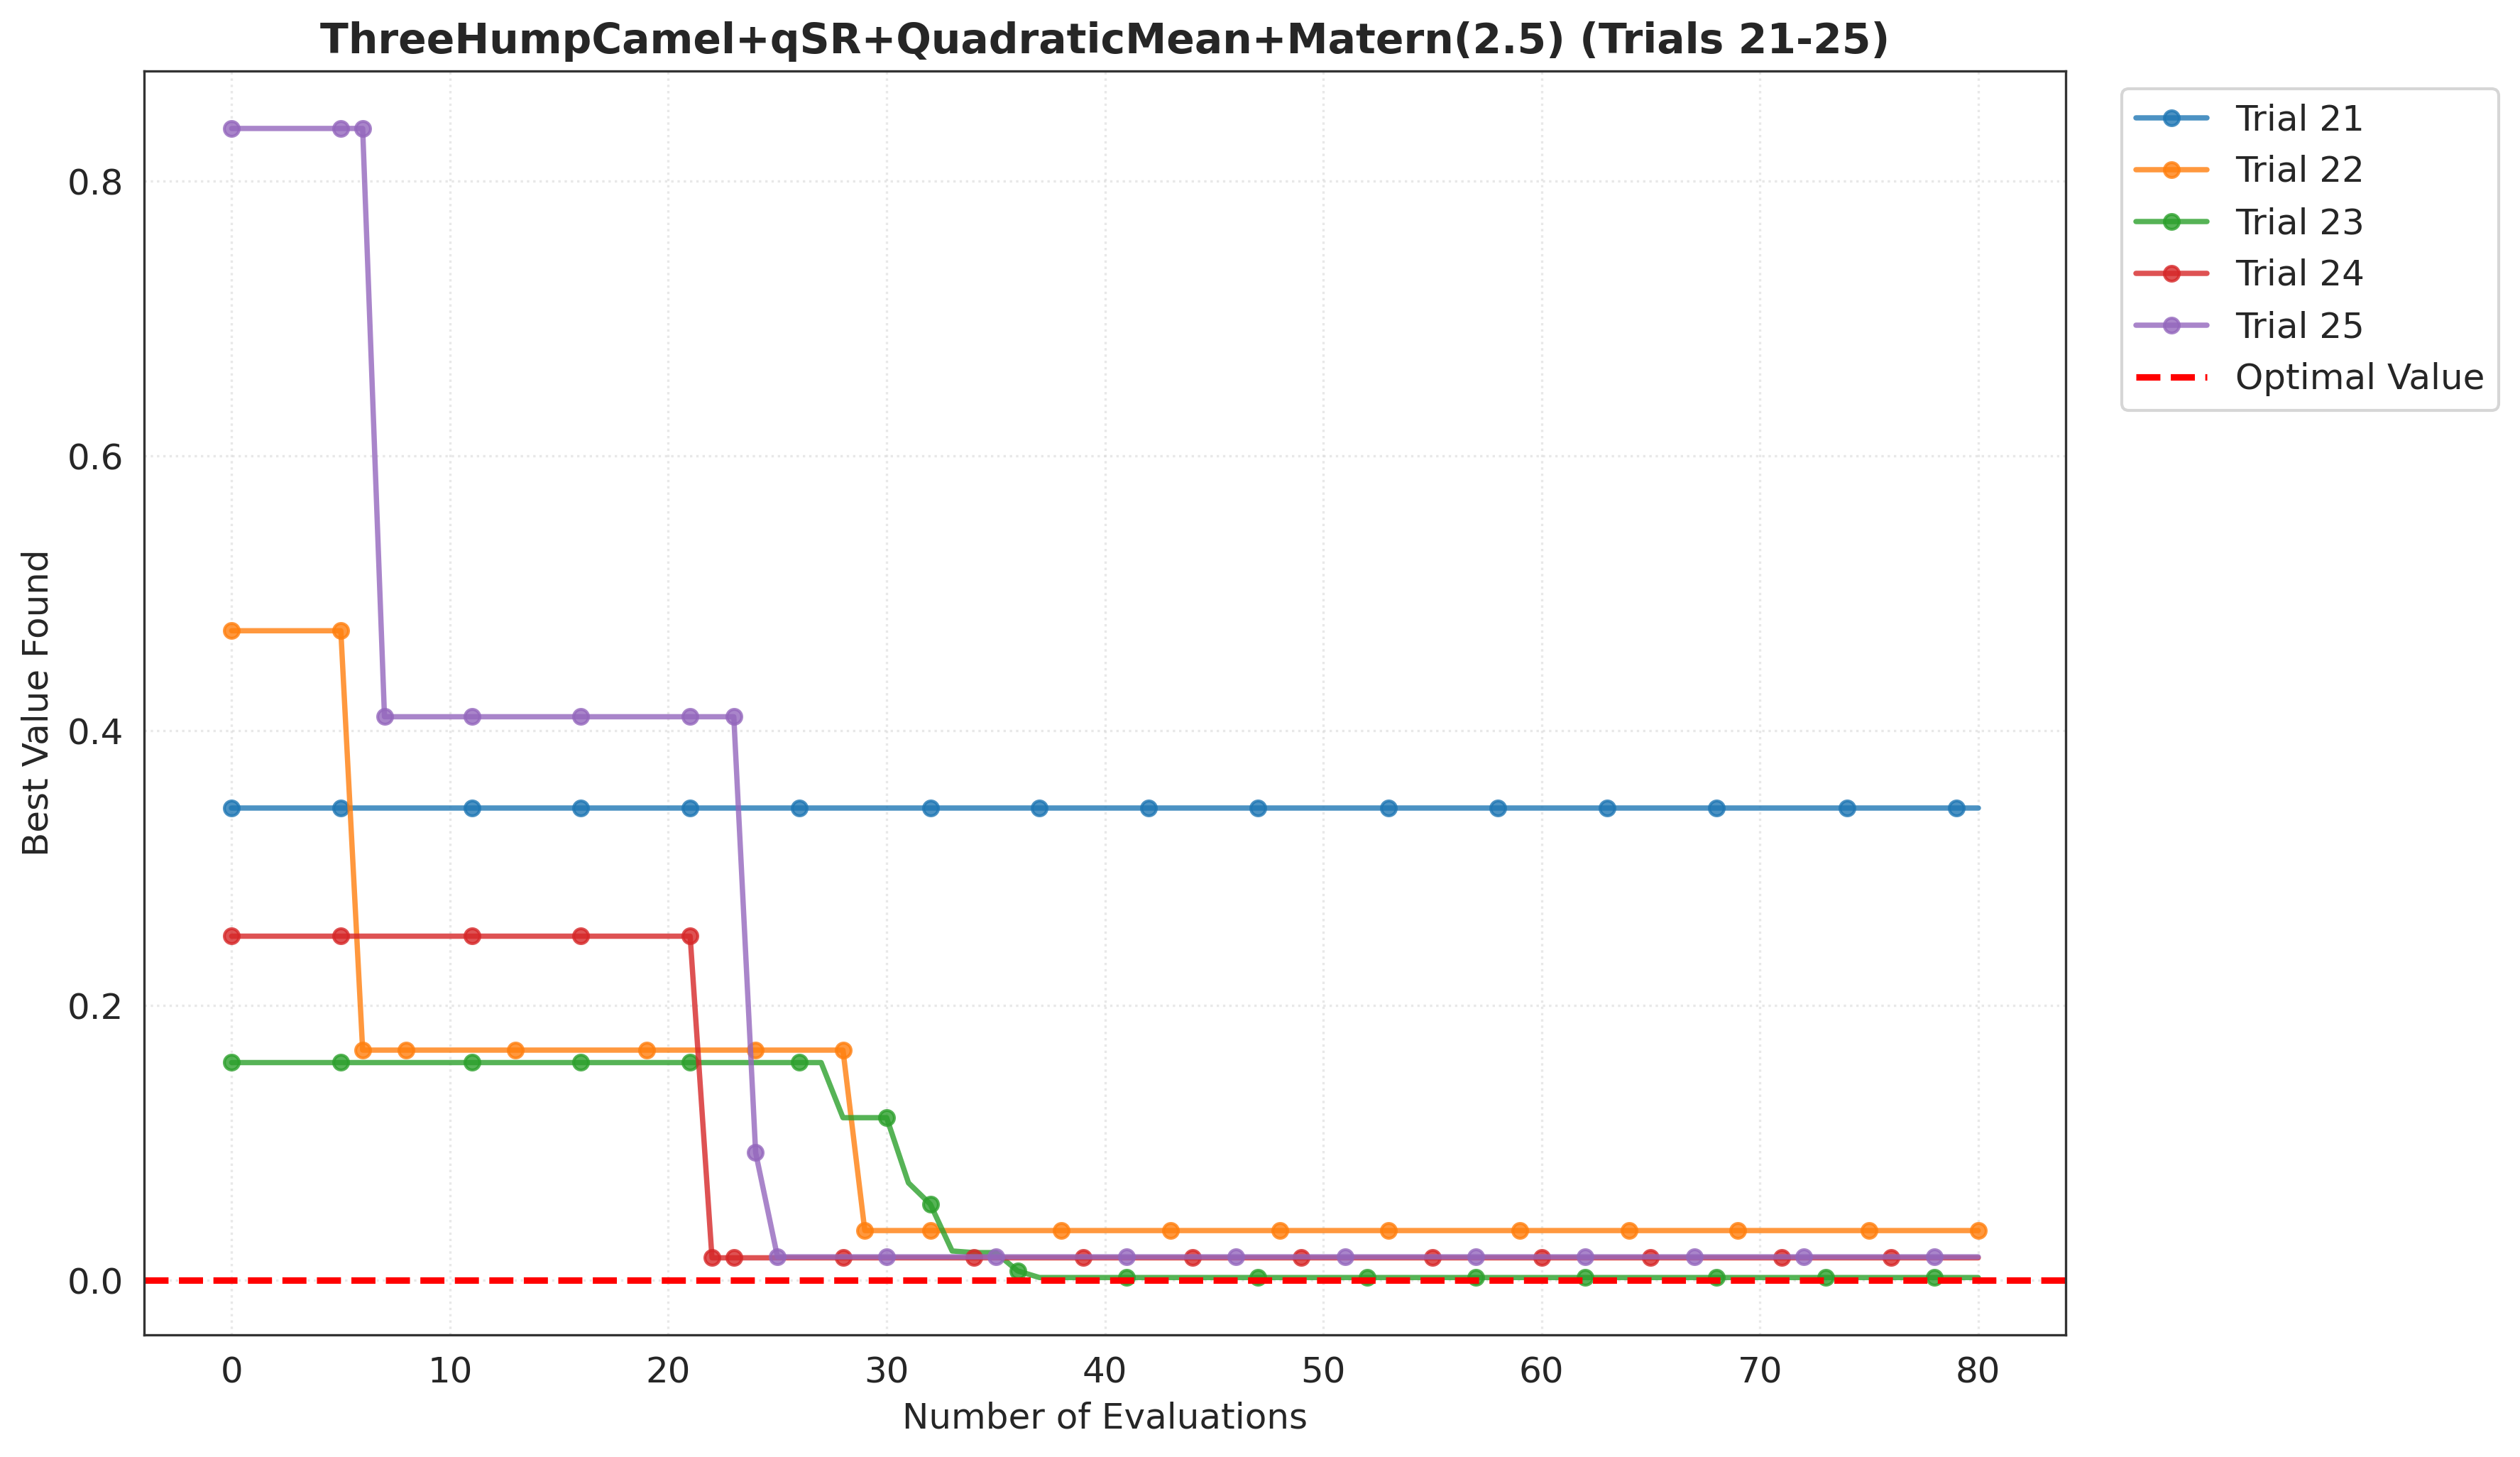 ThreeHumpCamel+qSR+QuadraticMean+Matern(2.5) (Trials 21-25)
Trial 21
Trial 22
Trial 23
Trial 24
Trial 25
Optimal Value
Best Value Found
0.8
0.6
0.4
0.2
0.0
0 10 20 30 40 50 60 70 80
Number of Evaluations